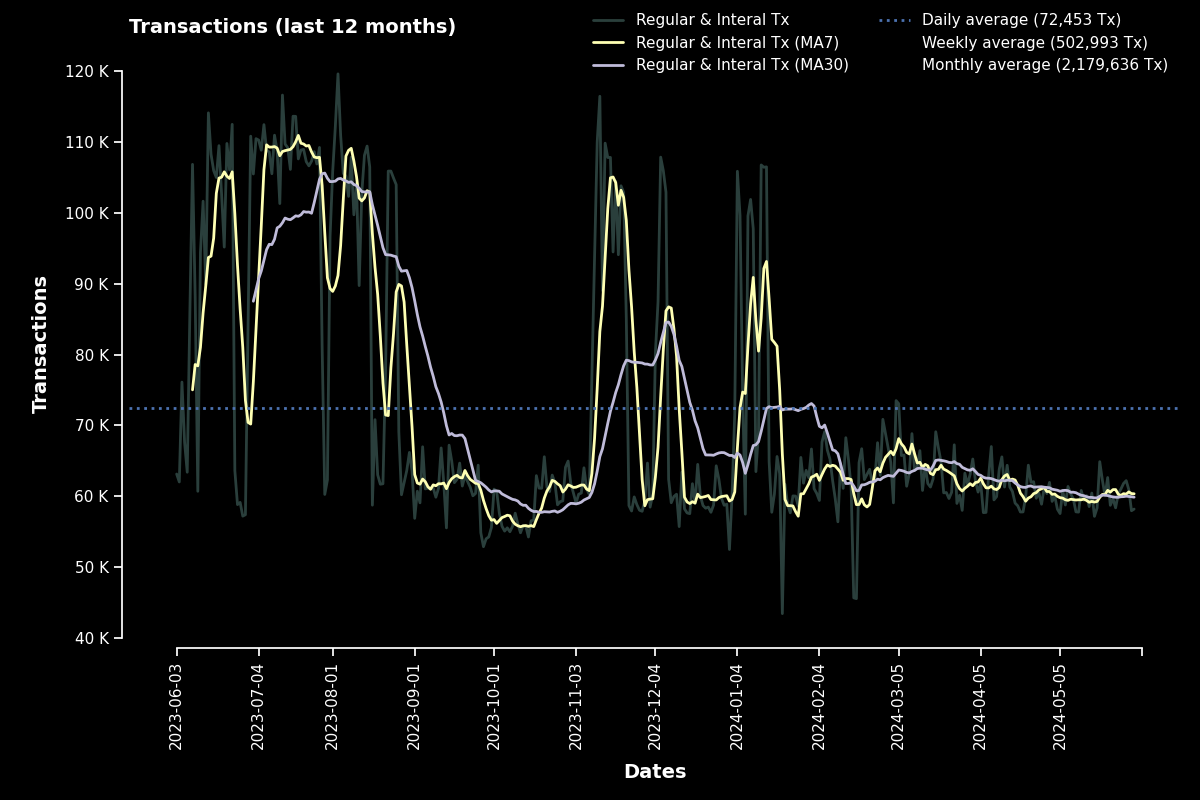 Transactions (last 12 months)
Regular & Interal Tx
Regular & Interal Tx (MA7)
Regular & Interal Tx (MA30)
Daily average (72,453 Tx)
Weekly average (502,993 Tx)
Monthly average (2,179,636 Tx)
120 K
110 K
100 K
90 K
80 K
70 K
60 K
50 K
40 K
Transactions
2023-06-03
2023-07-04
2023-08-01
2023-09-01
2023-10-01
2023-11-03
2023-12-04
2024-01-04
2024-02-04
2024-03-05
2024-04-05
2024-05-05
Dates